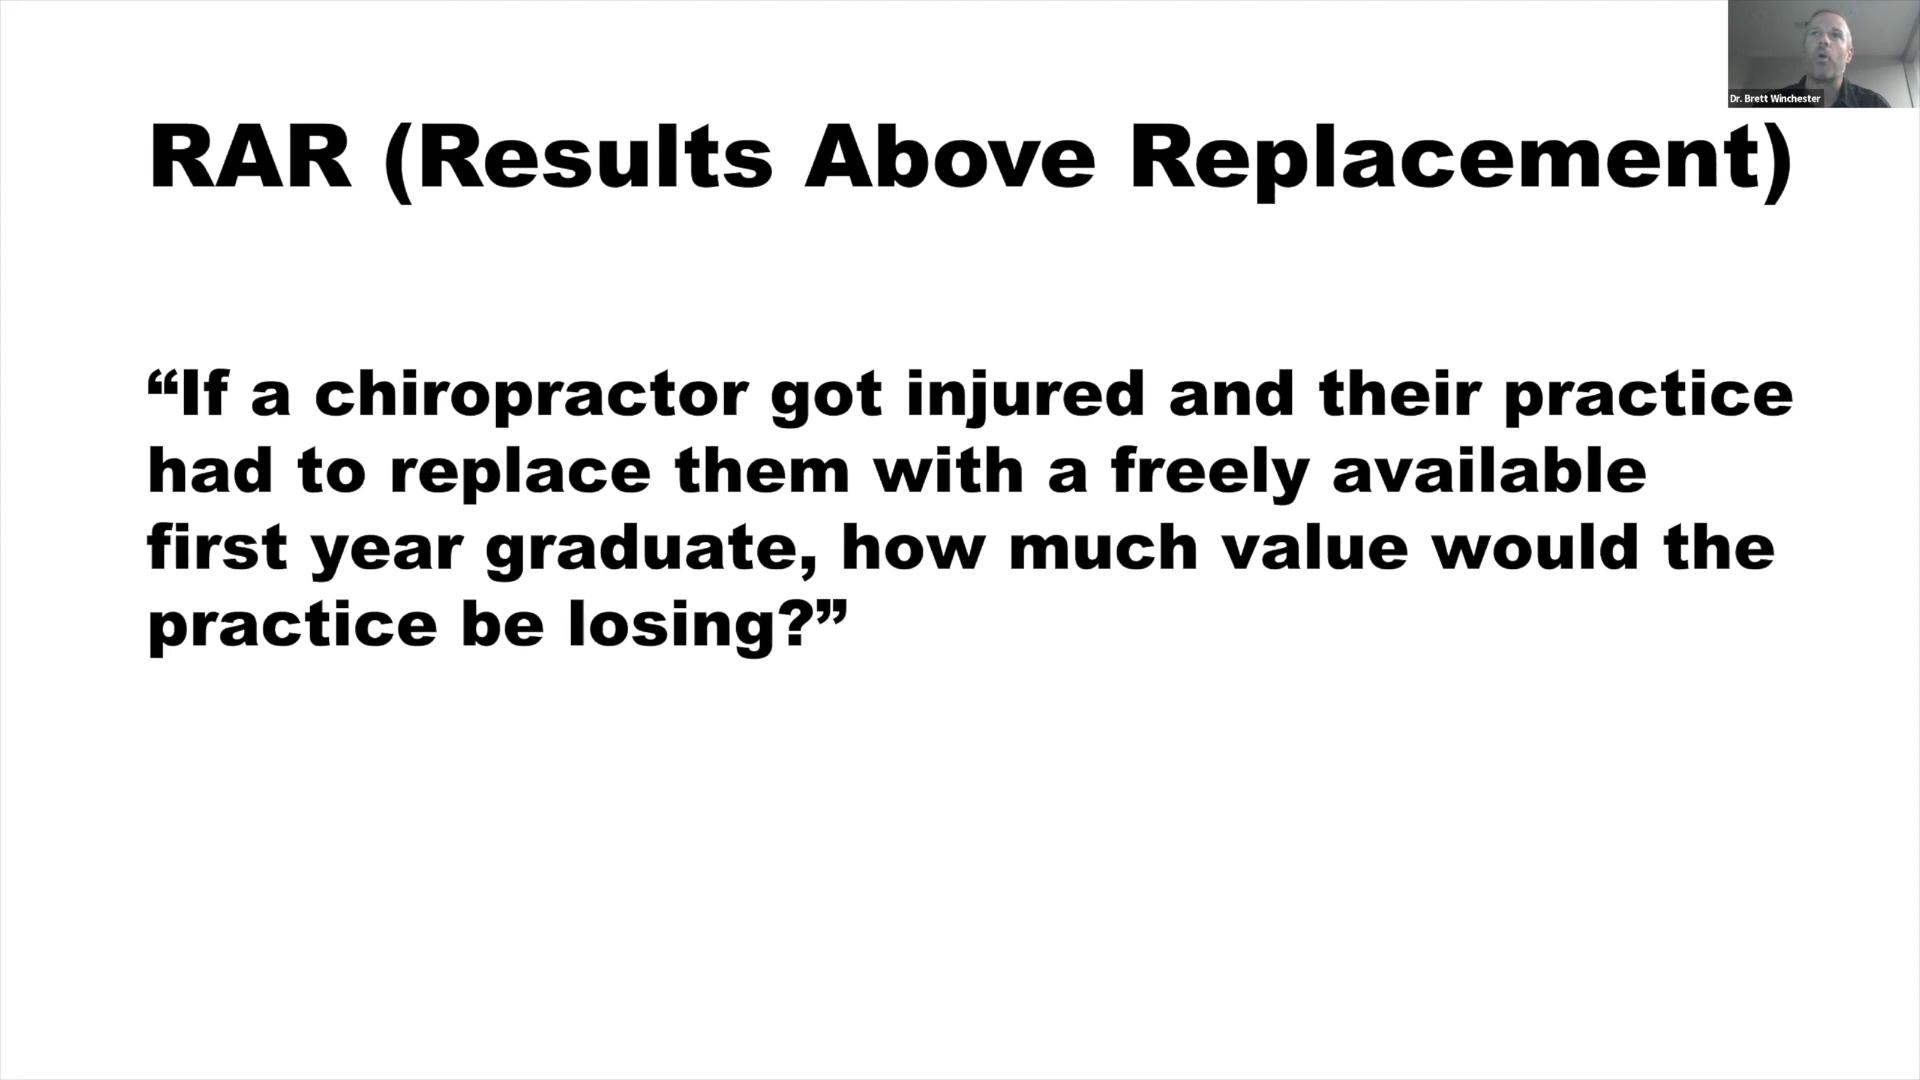 Dr. Brett Winchester
RAR (Results Above Replacement)
“If a chiropractor got injured and their practice
had to replace them with a freely available
first year graduate, how much value would the
practice be losing?”